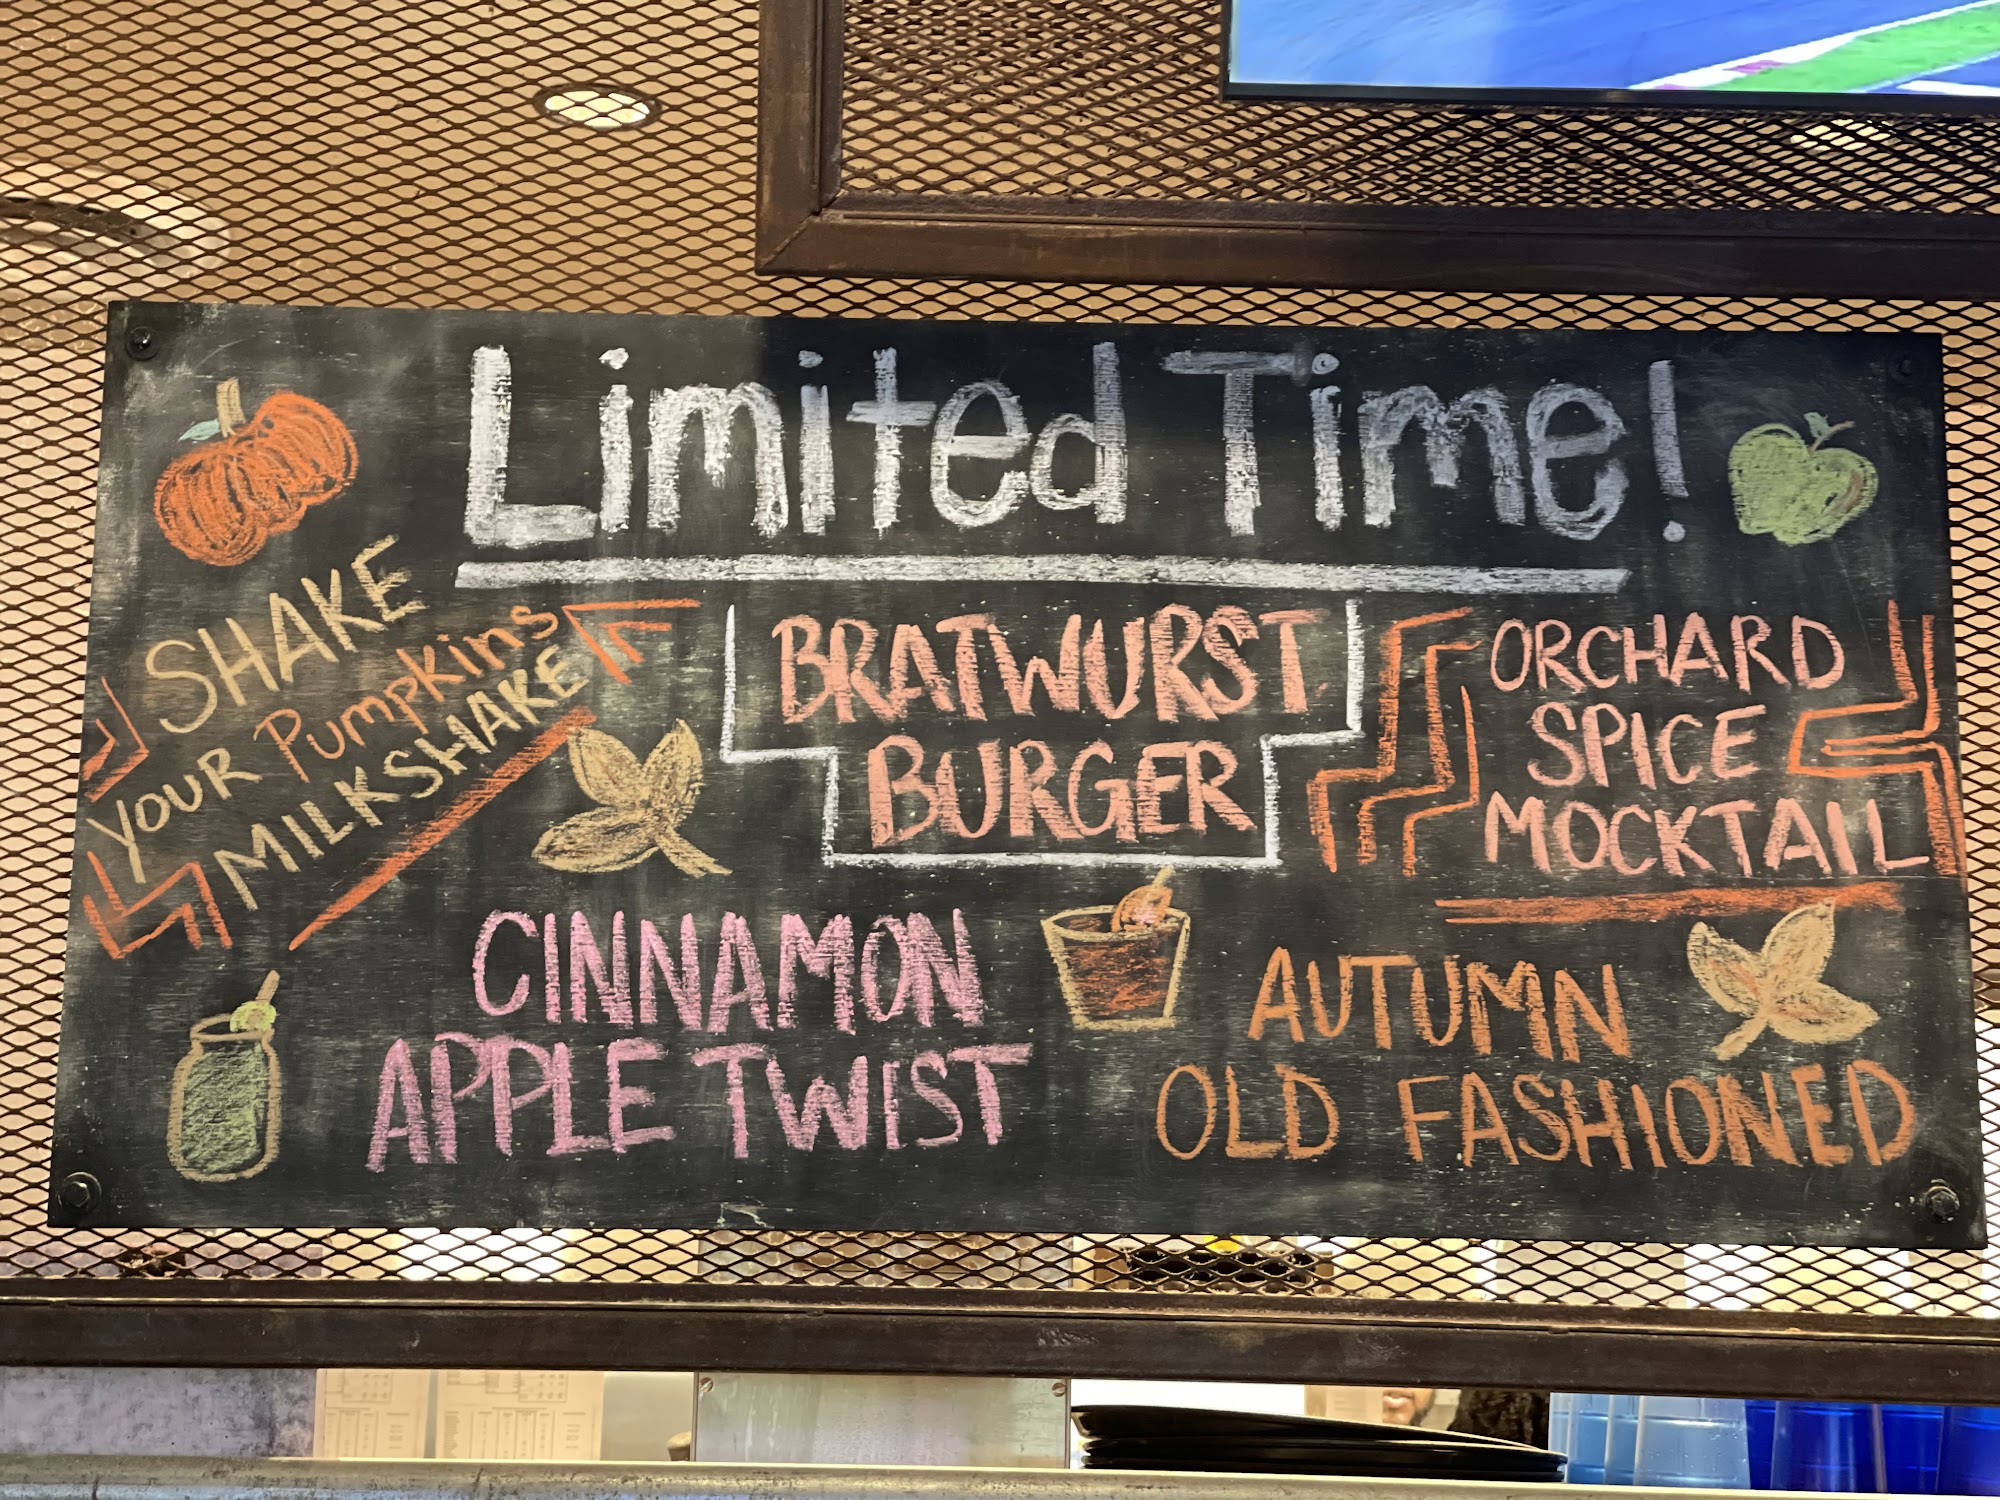 Limited Time!
SHAKE
YOUR Pumpkins
MILKSHAKE
BRATWURST
BURGER
ORCHARD
SPICE
MOCKTAIL
CINNAMON
APPLE TWIST
AUTUMN
OLD FASHIONED